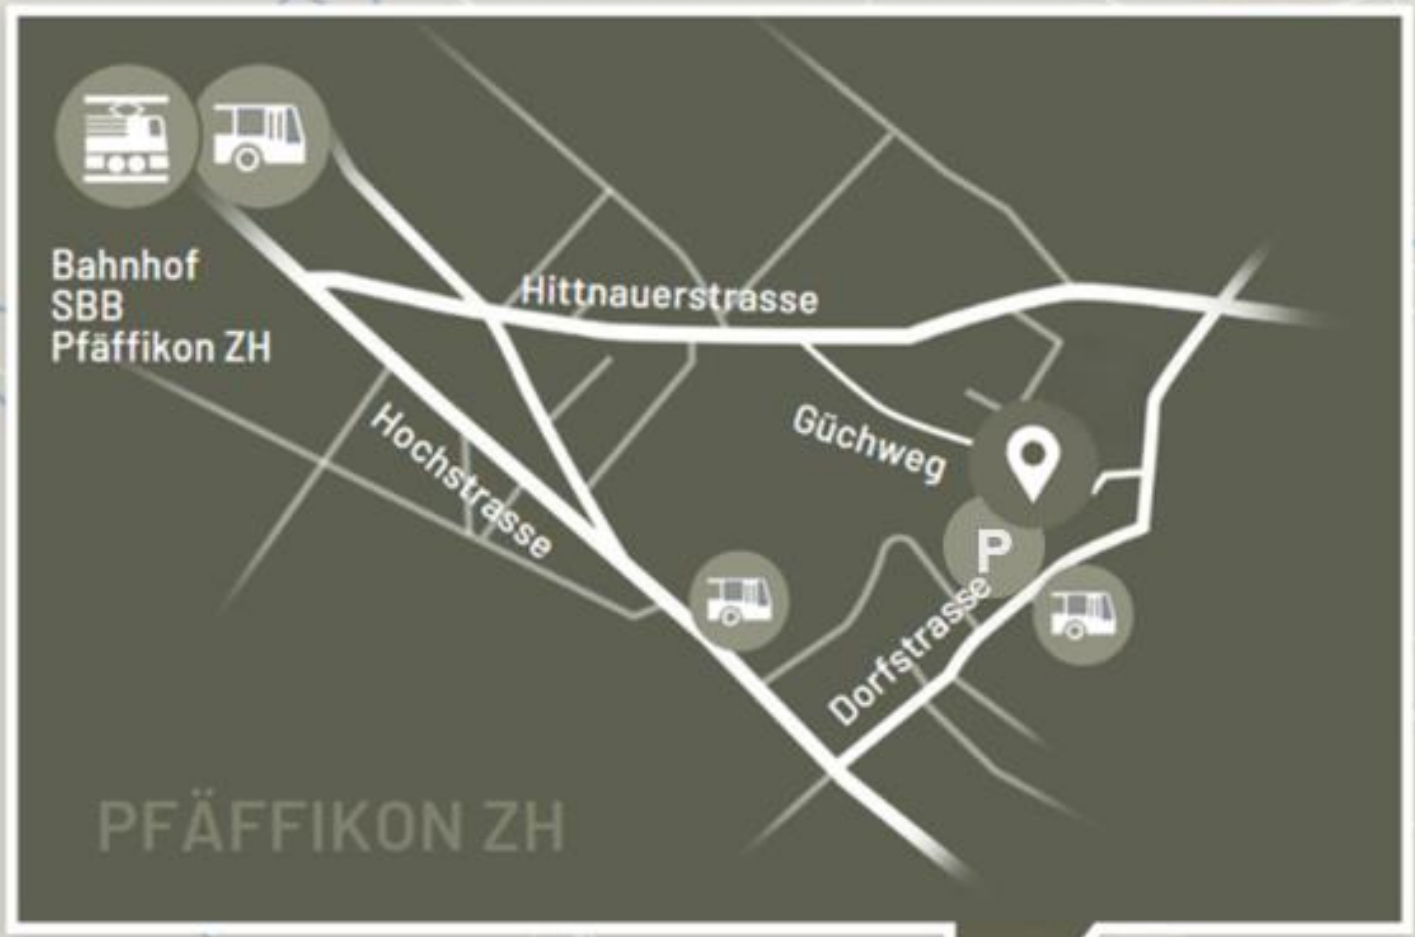 Bahnhof
SBB
Pfäffikon ZH
Hittnauerstrasse
Hochstrasse
Güchweg
P
Dorfstrasse
PFÄFFIKON ZH